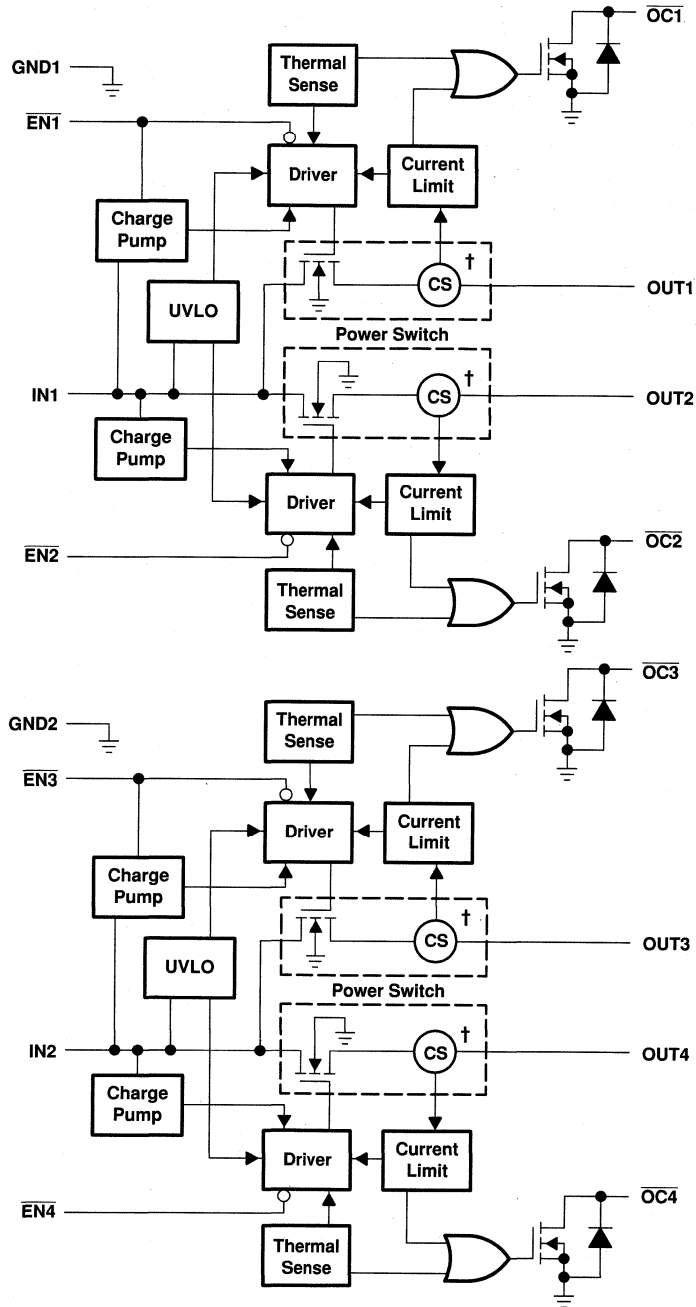 OC1
Thermal
Sense
GND1
EN1
Driver
Current
Limit
Charge
Pump
†
CS
OUT1
UVLO
Power Switch
IN1
†
CS
OUT2
Charge
Pump
Driver
Current
Limit
EN2
OC2
Thermal
Sense
OC3
Thermal
Sense
GND2
EN3
Driver
Current
Limit
Charge
Pump
†
CS
OUT3
UVLO
Power Switch
IN2
†
CS
OUT4
Charge
Pump
Driver
Current
Limit
EN4
OC4
Thermal
Sense